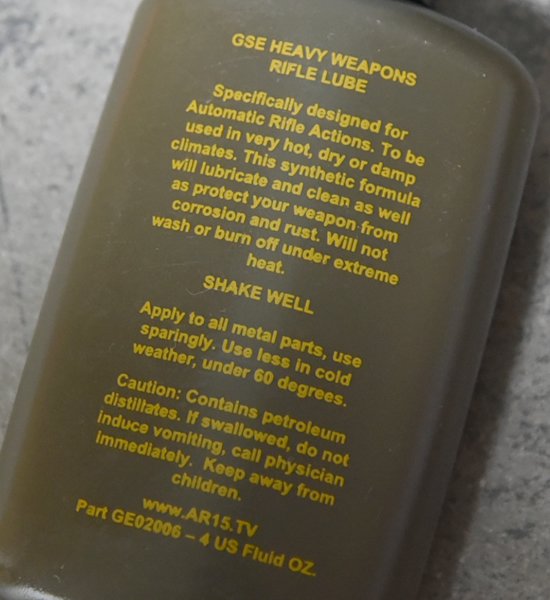 GSE HEAVY WEAPONS
RIFLE LUBE
Specifically designed for
Automatic Rifle Actions. To be
used in very hot, dry or damp
climates. This synthetic formula
will lubricate and clean as well
as protect your weapon from
corrosion and rust. Will not
wash or burn off under extreme
heat.
SHAKE WELL
Apply to all metal parts, use
sparingly. Use less in cold
weather, under 60 degrees.
Caution: Contains petroleum
distillates. If swallowed, do not
induce vomiting, call physician
immediately. Keep away from
children.
www.AR15.TV
Part GE02006 – 4 US Fluid OZ.